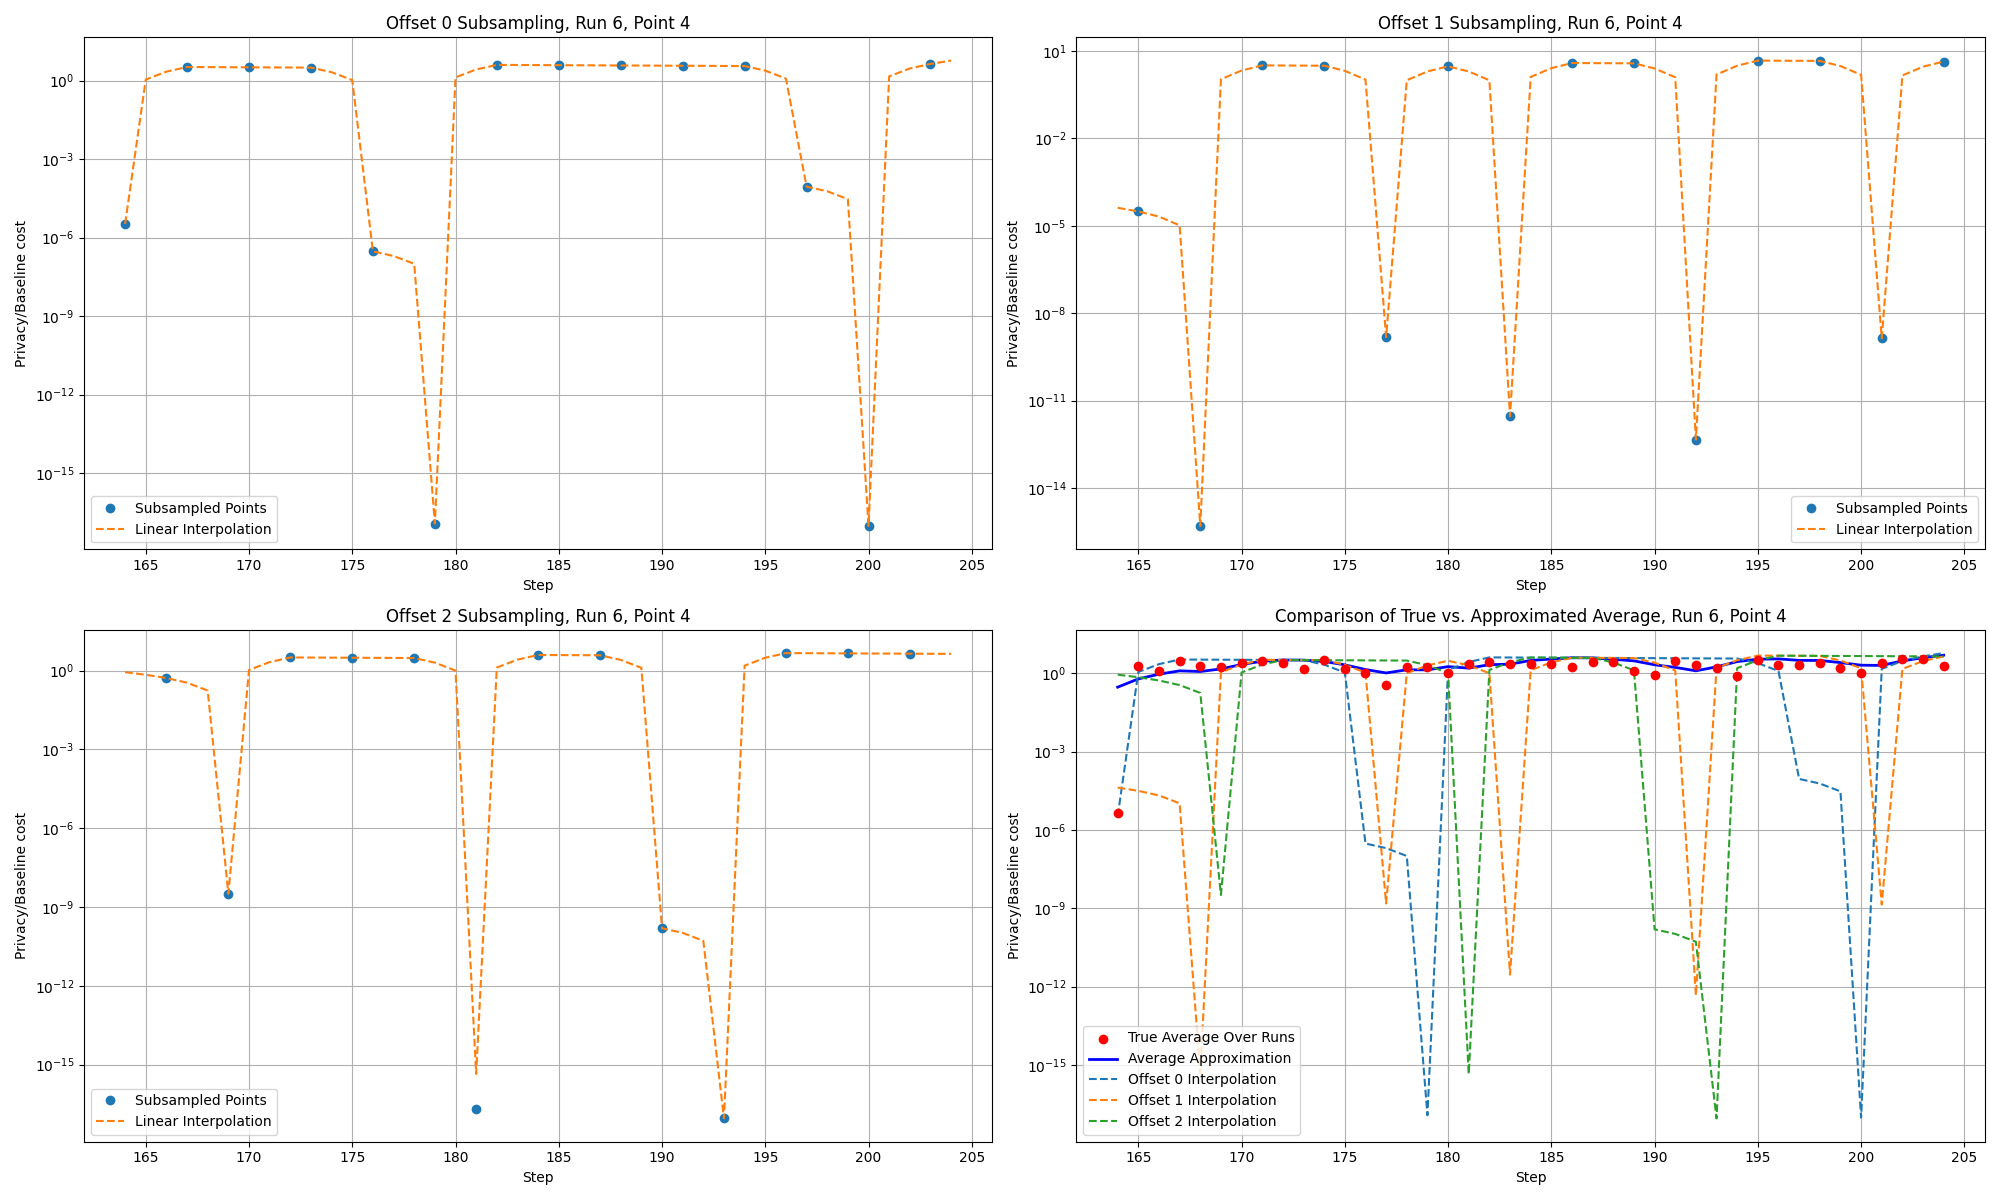 Offset 0 Subsampling, Run 6, Point 4
Privacy/Baseline cost
10^0
10^-3
10^-6
10^-9
10^-12
10^-15
Subsampled Points
Linear Interpolation
165 170 175 180 185 190 195 200 205
Step
Offset 1 Subsampling, Run 6, Point 4
Privacy/Baseline cost
10^1
10^-2
10^-5
10^-8
10^-11
10^-14
Subsampled Points
Linear Interpolation
165 170 175 180 185 190 195 200 205
Step
Offset 2 Subsampling, Run 6, Point 4
Privacy/Baseline cost
10^0
10^-3
10^-6
10^-9
10^-12
10^-15
Subsampled Points
Linear Interpolation
165 170 175 180 185 190 195 200 205
Step
Comparison of True vs. Approximated Average, Run 6, Point 4
Privacy/Baseline cost
10^0
10^-3
10^-6
10^-9
10^-12
10^-15
True Average Over Runs
Average Approximation
Offset 0 Interpolation
Offset 1 Interpolation
Offset 2 Interpolation
165 170 175 180 185 190 195 200 205
Step